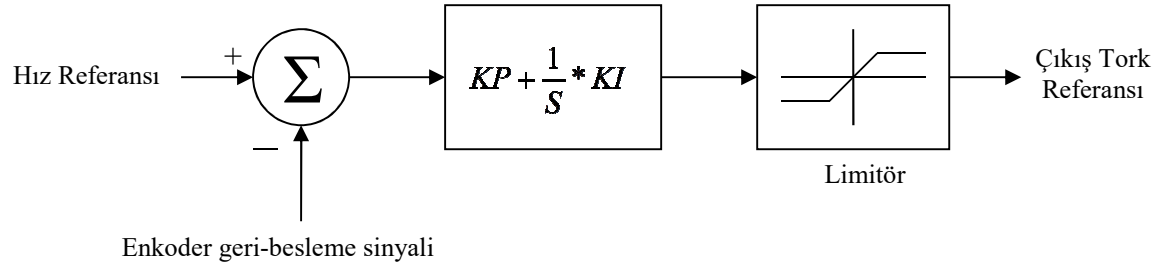 Hız Referansı
+
Σ
KP + 1/S * KI
Çıkış Tork
Referansı
—
Limitör
Enkoder geri-besleme sinyali